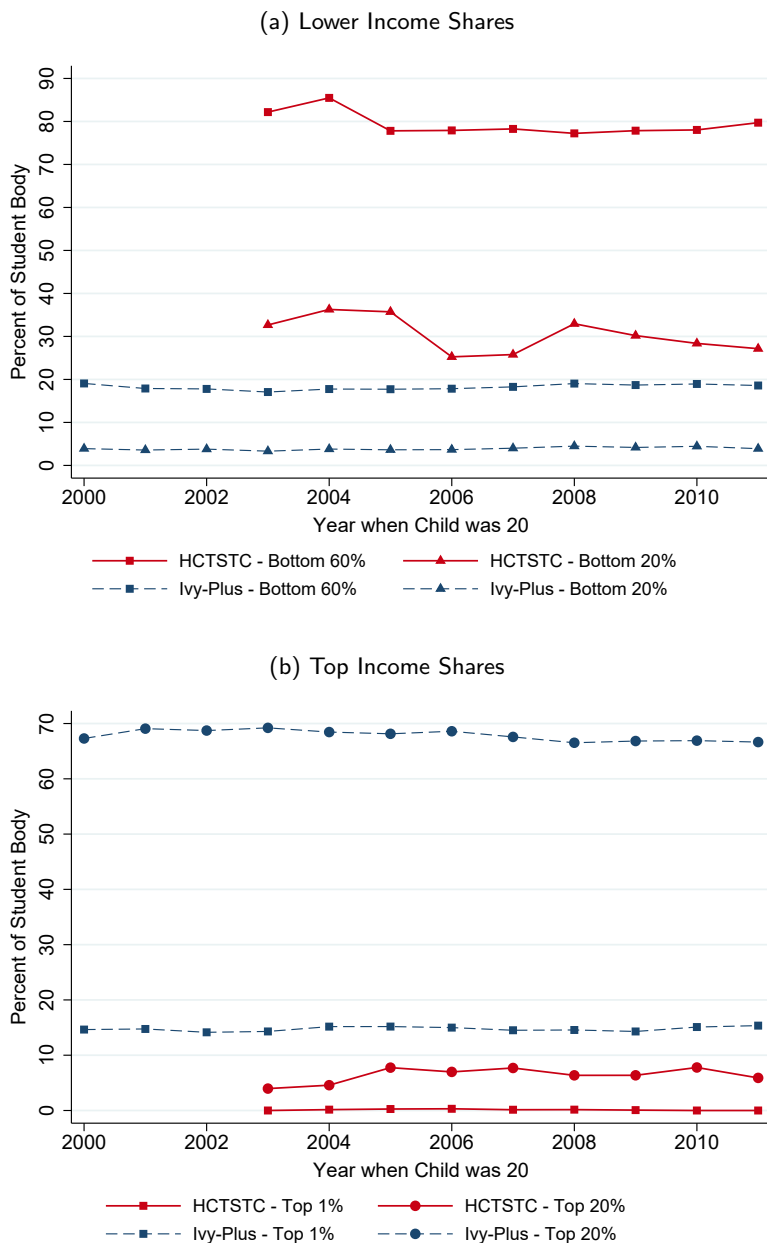 (a) Lower Income Shares
Percent of Student Body
90
80
70
60
50
40
30
20
10
0
2000 2002 2004 2006 2008 2010
Year when Child was 20
HCTSTC - Bottom 60% HCTSTC - Bottom 20%
Ivy-Plus - Bottom 60% Ivy-Plus - Bottom 20%
(b) Top Income Shares
Percent of Student Body
70
60
50
40
30
20
10
0
2000 2002 2004 2006 2008 2010
Year when Child was 20
HCTSTC - Top 1% HCTSTC - Top 20%
Ivy-Plus - Top 1% Ivy-Plus - Top 20%